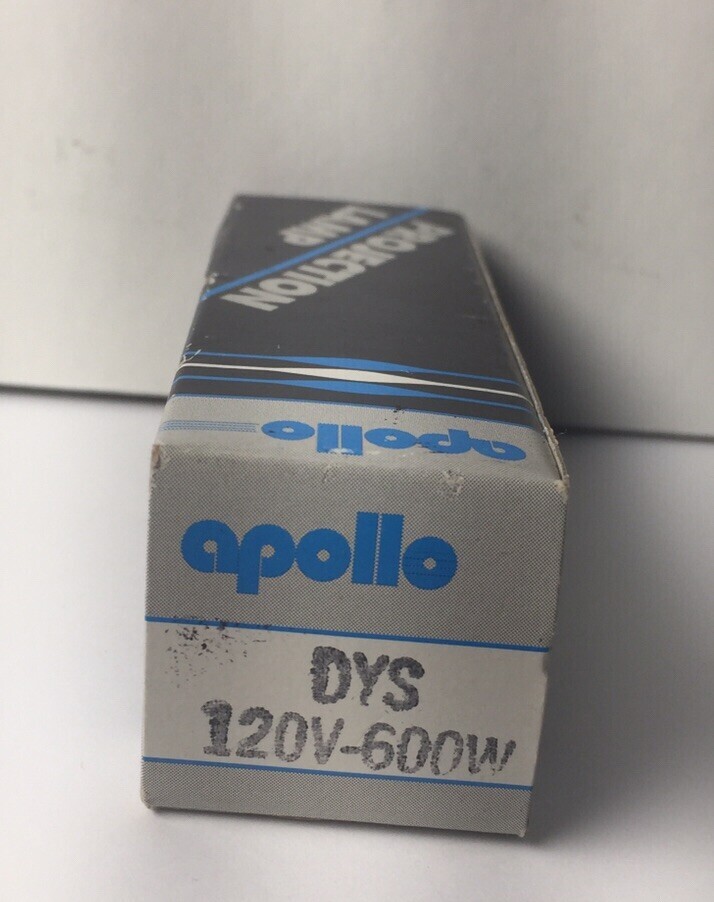 PROJECTION
LAMP
apollo
apollo
DYS
120V-600W